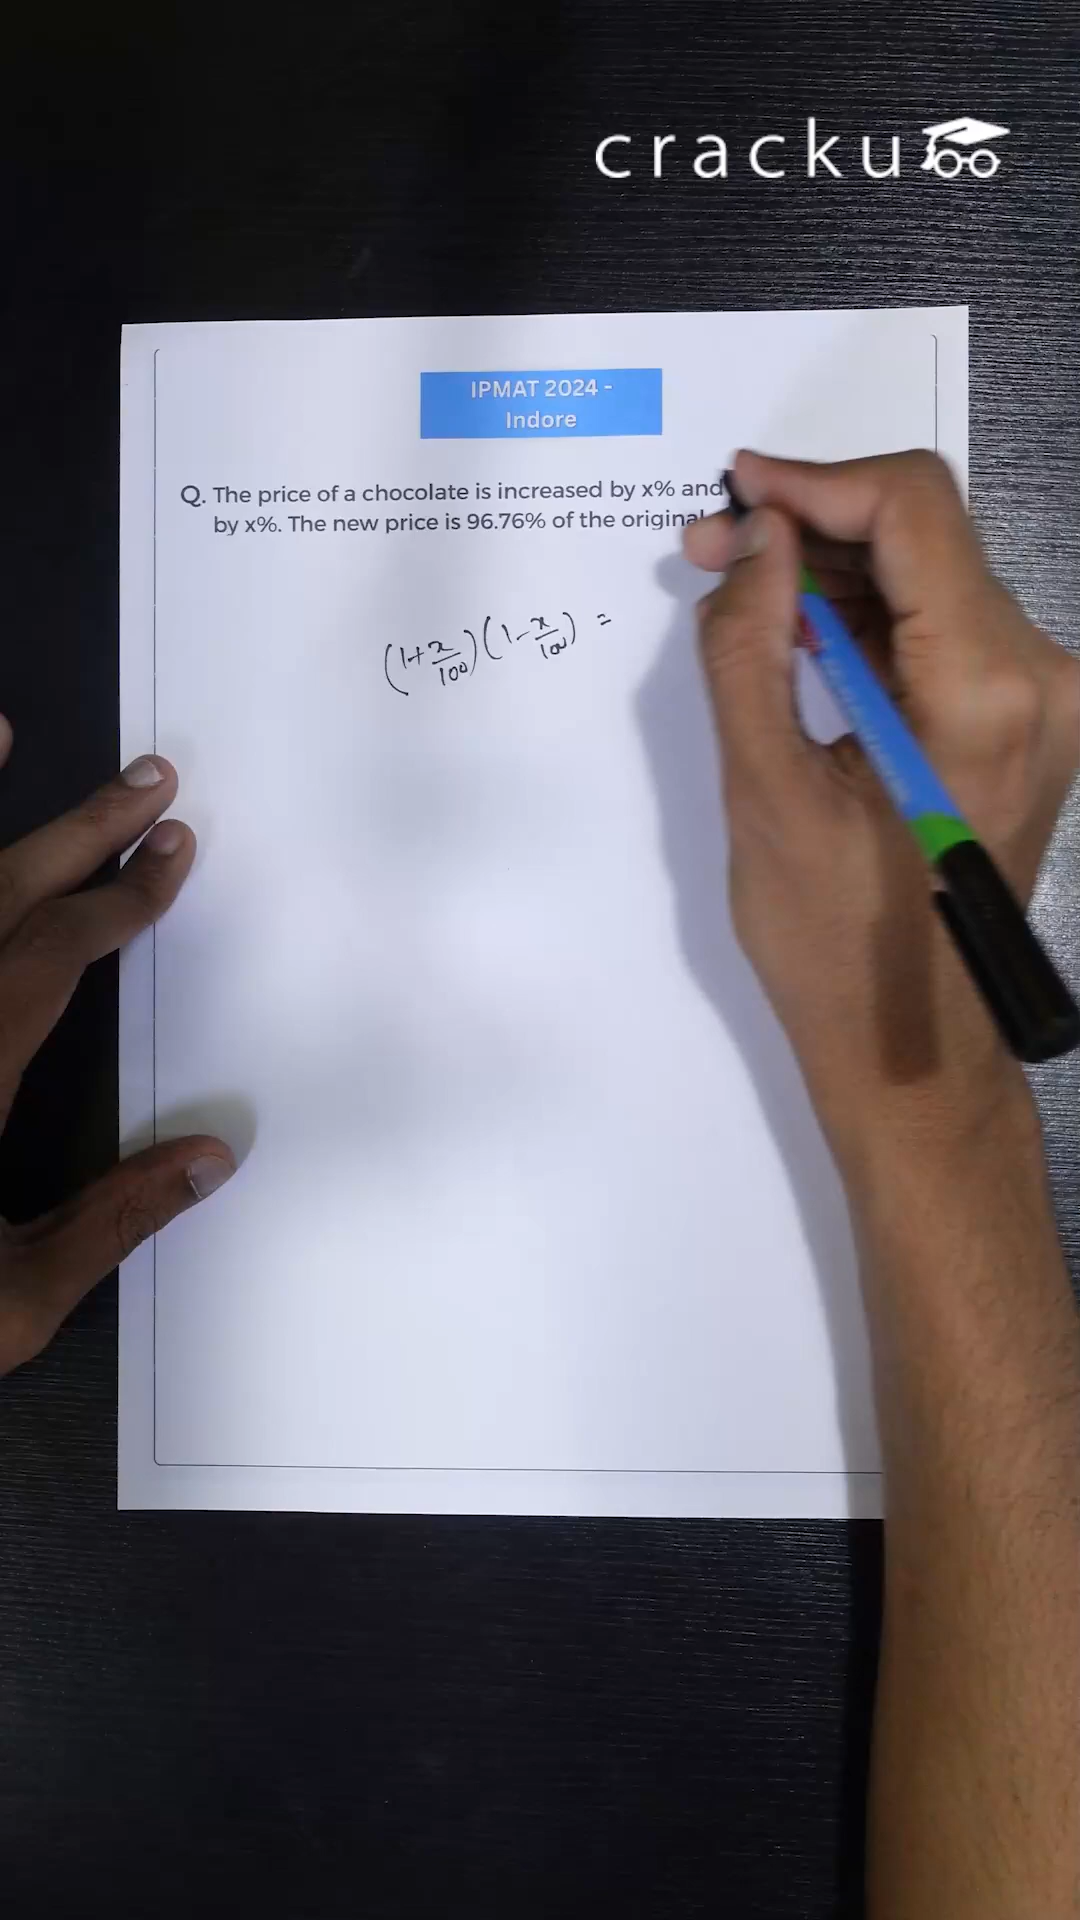 cracku
IPMAT 2024 -
Indore
Q. The price of a chocolate is increased by x% and
by x%. The new price is 96.76% of the original
(1+x/100)(1-x/100) =